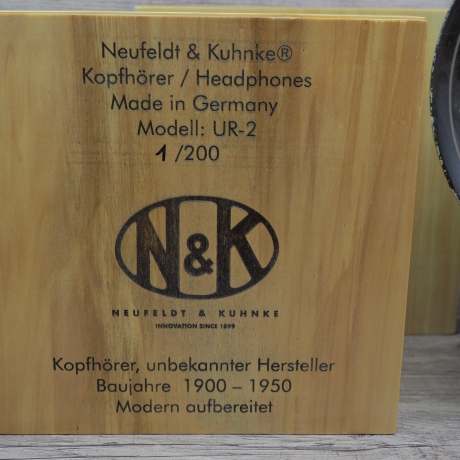 Neufeldt & Kuhnke®
Kopfhörer / Headphones
Made in Germany
Modell: UR-2
1 /200
N&K
NEUFELDT & KUHNKE
INNOVATION SINCE 1899
Kopfhörer, unbekannter Hersteller
Baujahre 1900 – 1950
Modern aufbereitet